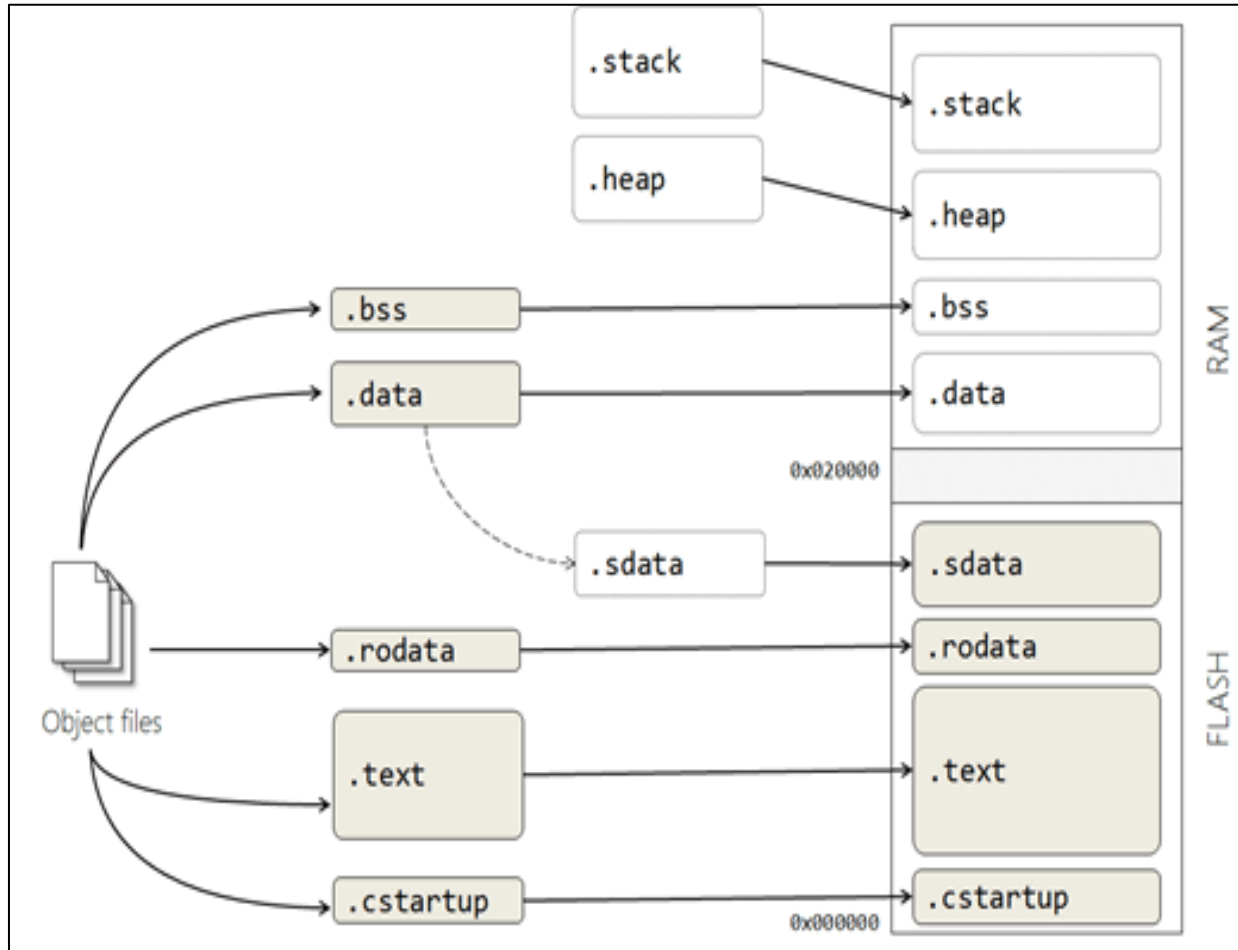 .stack
.stack
.heap
.heap
.bss
.bss
.data
.data
RAM
0x020000
.sdata
.sdata
.rodata
.rodata
FLASH
Object files
.text
.text
.cstartup
.cstartup
0x000000